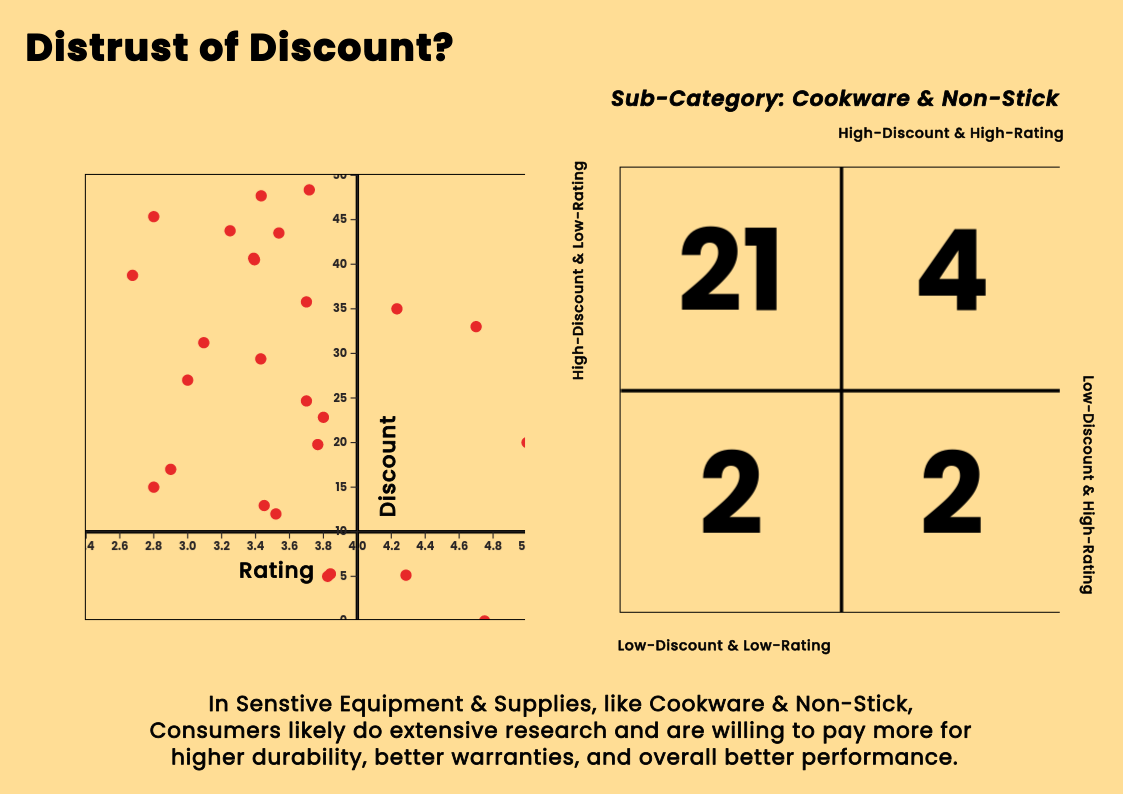 Distrust of Discount?
Sub-Category: Cookware & Non-Stick
High-Discount & High-Rating
High-Discount & Low-Rating
50
45
40
35
30
25
20
15
10
5
0
Discount
.4 2.6 2.8 3.0 3.2 3.4 3.6 3.8 4.0 4.2 4.4 4.6 4.8 5
Rating
21 4
2 2
Low-Discount & High-Rating
Low-Discount & Low-Rating
In Senstive Equipment & Supplies, like Cookware & Non-Stick,
Consumers likely do extensive research and are willing to pay more for
higher durability, better warranties, and overall better performance.